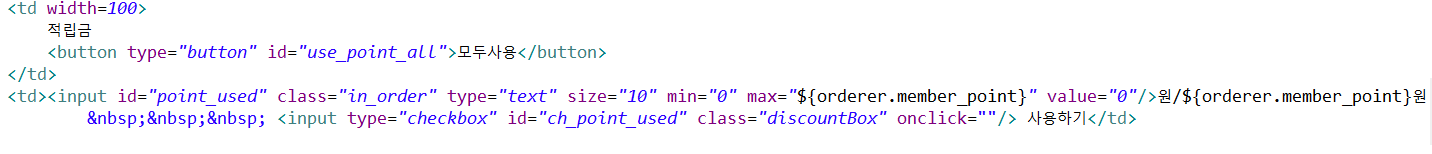 <td width=100>
적립금
<button type="button" id="use_point_all">모두사용</button>
</td>
<td><input id="point_used" class="in_order" type="text" size="10" min="0" max="${orderer.member_point}" value="0"/>원/${orderer.member_point}원
&nbsp;&nbsp;&nbsp; <input type="checkbox" id="ch_point_used" class="discountBox" onclick=""/> 사용하기</td>